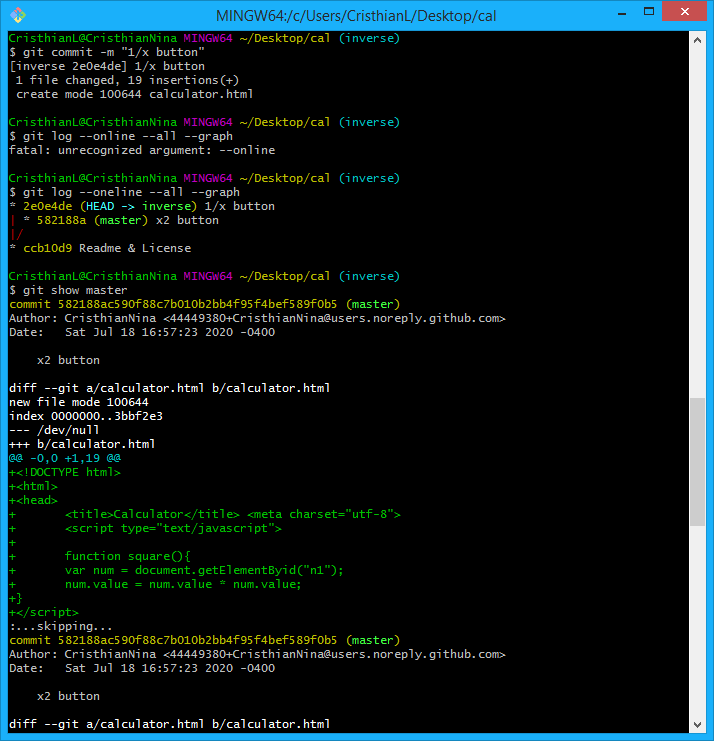 MINGW64:/c/Users/CristhianL/Desktop/cal
CristhianL@CristhianNina MINGW64 ~/Desktop/cal (inverse)
$ git commit -m "1/x button"
[inverse 2e0e4de] 1/x button
 1 file changed, 19 insertions(+)
 create mode 100644 calculator.html

CristhianL@CristhianNina MINGW64 ~/Desktop/cal (inverse)
$ git log --online --all --graph
fatal: unrecognized argument: --online

CristhianL@CristhianNina MINGW64 ~/Desktop/cal (inverse)
$ git log --oneline --all --graph
* 2e0e4de (HEAD -> inverse) 1/x button
| * 582188a (master) x2 button
|/
* ccb10d9 Readme & License

CristhianL@CristhianNina MINGW64 ~/Desktop/cal (inverse)
$ git show master
commit 582188ac590f88c7b010b2bb4f95f4bef589f0b5 (master)
Author: CristhianNina <44449380+CristhianNina@users.noreply.github.com>
Date:   Sat Jul 18 16:57:23 2020 -0400

    x2 button

diff --git a/calculator.html b/calculator.html
new file mode 100644
index 0000000..3bbf2e3
--- /dev/null
+++ b/calculator.html
@@ -0,0 +1,19 @@
+<!DOCTYPE html>
+<html>
+<head>
+       <title>Calculator</title> <meta charset="utf-8">
+       <script type="text/javascript">
+
+       function square(){
+       var num = document.getElementByid("n1");
+       num.value = num.value * num.value;
+}
+</script>
:...skipping...
commit 582188ac590f88c7b010b2bb4f95f4bef589f0b5 (master)
Author: CristhianNina <44449380+CristhianNina@users.noreply.github.com>
Date:   Sat Jul 18 16:57:23 2020 -0400

    x2 button

diff --git a/calculator.html b/calculator.html